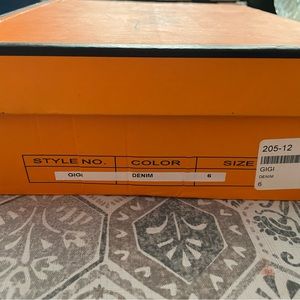 STYLE NO. COLOR SIZE
GIGI DENIM 6
205-12
GIGI
DENIM
6